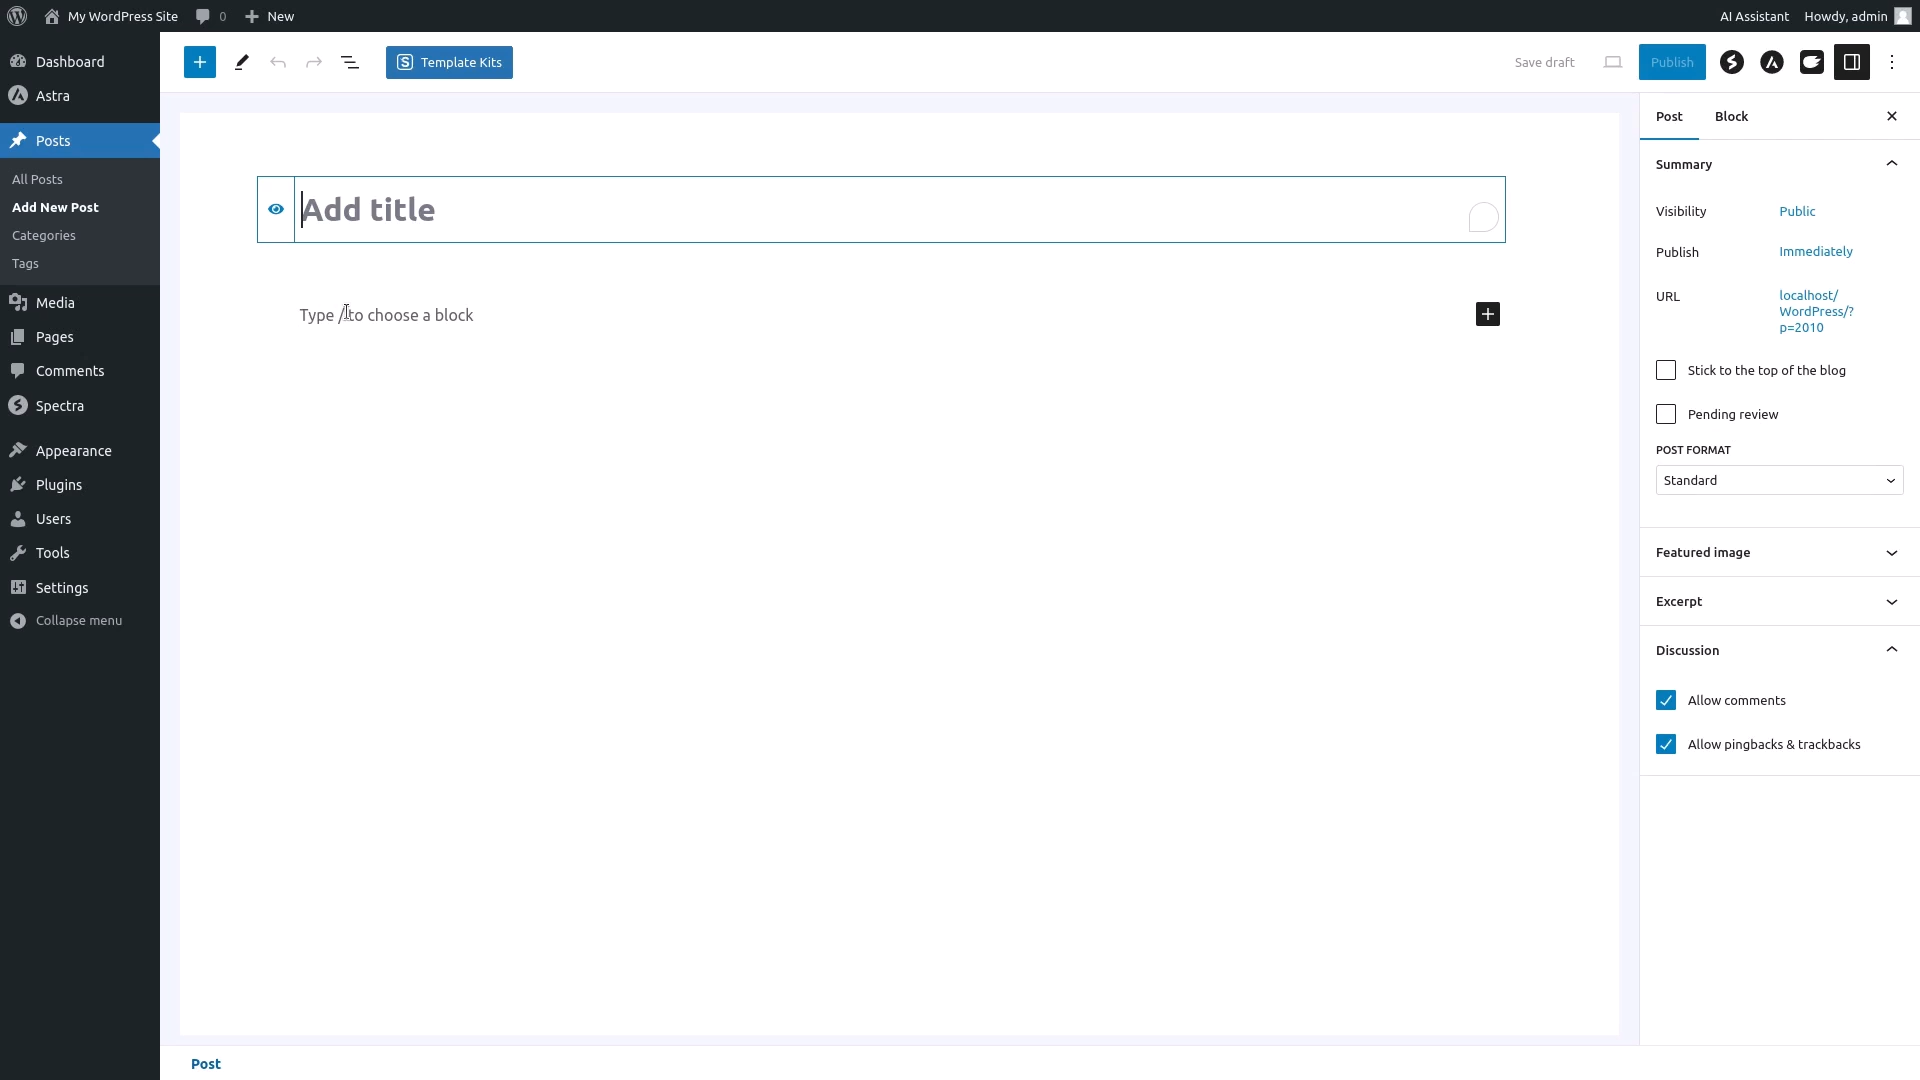 My WordPress Site
0
New
AI Assistant
Howdy, admin
Dashboard
Astra
Posts
All Posts
Add New Post
Categories
Tags
Media
Pages
Comments
Spectra
Appearance
Plugins
Users
Tools
Settings
Collapse menu
Template Kits
Save draft
Publish
Add title
Type / to choose a block
Post
Block
Summary
Visibility
Public
Publish
Immediately
URL
localhost/
WordPress/?
p=2010
Stick to the top of the blog
Pending review
POST FORMAT
Standard
Featured image
Excerpt
Discussion
Allow comments
Allow pingbacks & trackbacks
Post